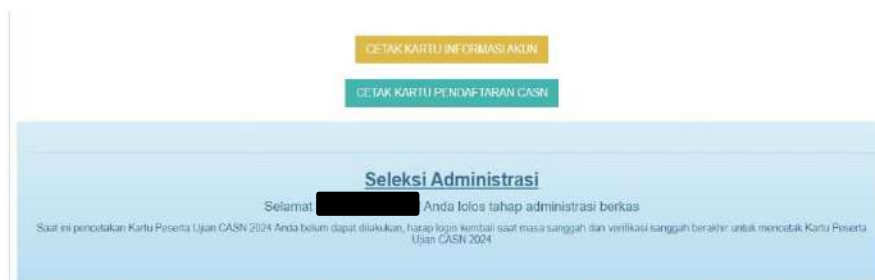 CETAK KARTU INFORMASI AKUN
CETAK KARTU PENDAFTARAN CASN
Seleksi Administrasi
Selamat Anda lolos tahap administrasi berkas
Saat ini pencetakan Kartu Peserta Ujian CASN 2024 Anda belum dapat dilakukan, harap login kembali saat masa sanggah dan verifikasi sanggah berakhir untuk mencetak Kartu Peserta
Ujian CASN 2024